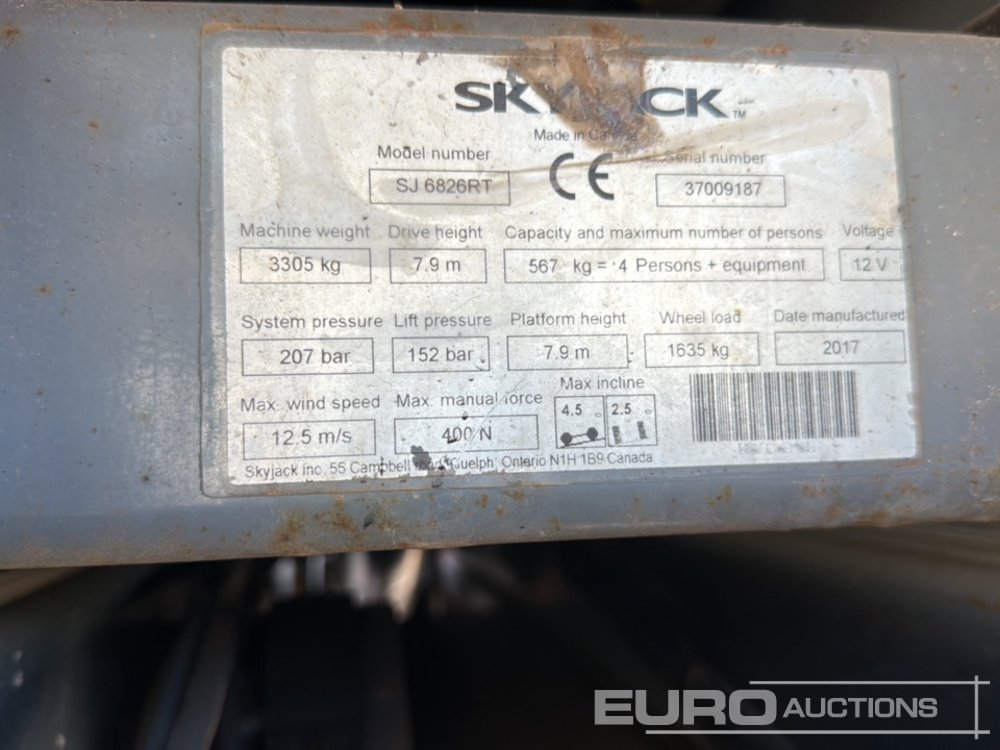 SKYJACK™
Made in Canada
Model number Serial number
SJ 6826RT CE 37009187
Machine weight Drive height Capacity and maximum number of persons Voltage
3305 kg 7.9 m 567 kg = 4 Persons + equipment 12 V
System pressure Lift pressure Platform height Wheel load Date manufactured
207 bar 152 bar 7.9 m 1635 kg 2017
Max. wind speed Max. manual force Max incline
12.5 m/s 400 N 4.5 ° 2.5 °
Skyjack inc. 55 Campbell Road, Guelph, Ontario N1H 1B9 Canada
EURO AUCTIONS